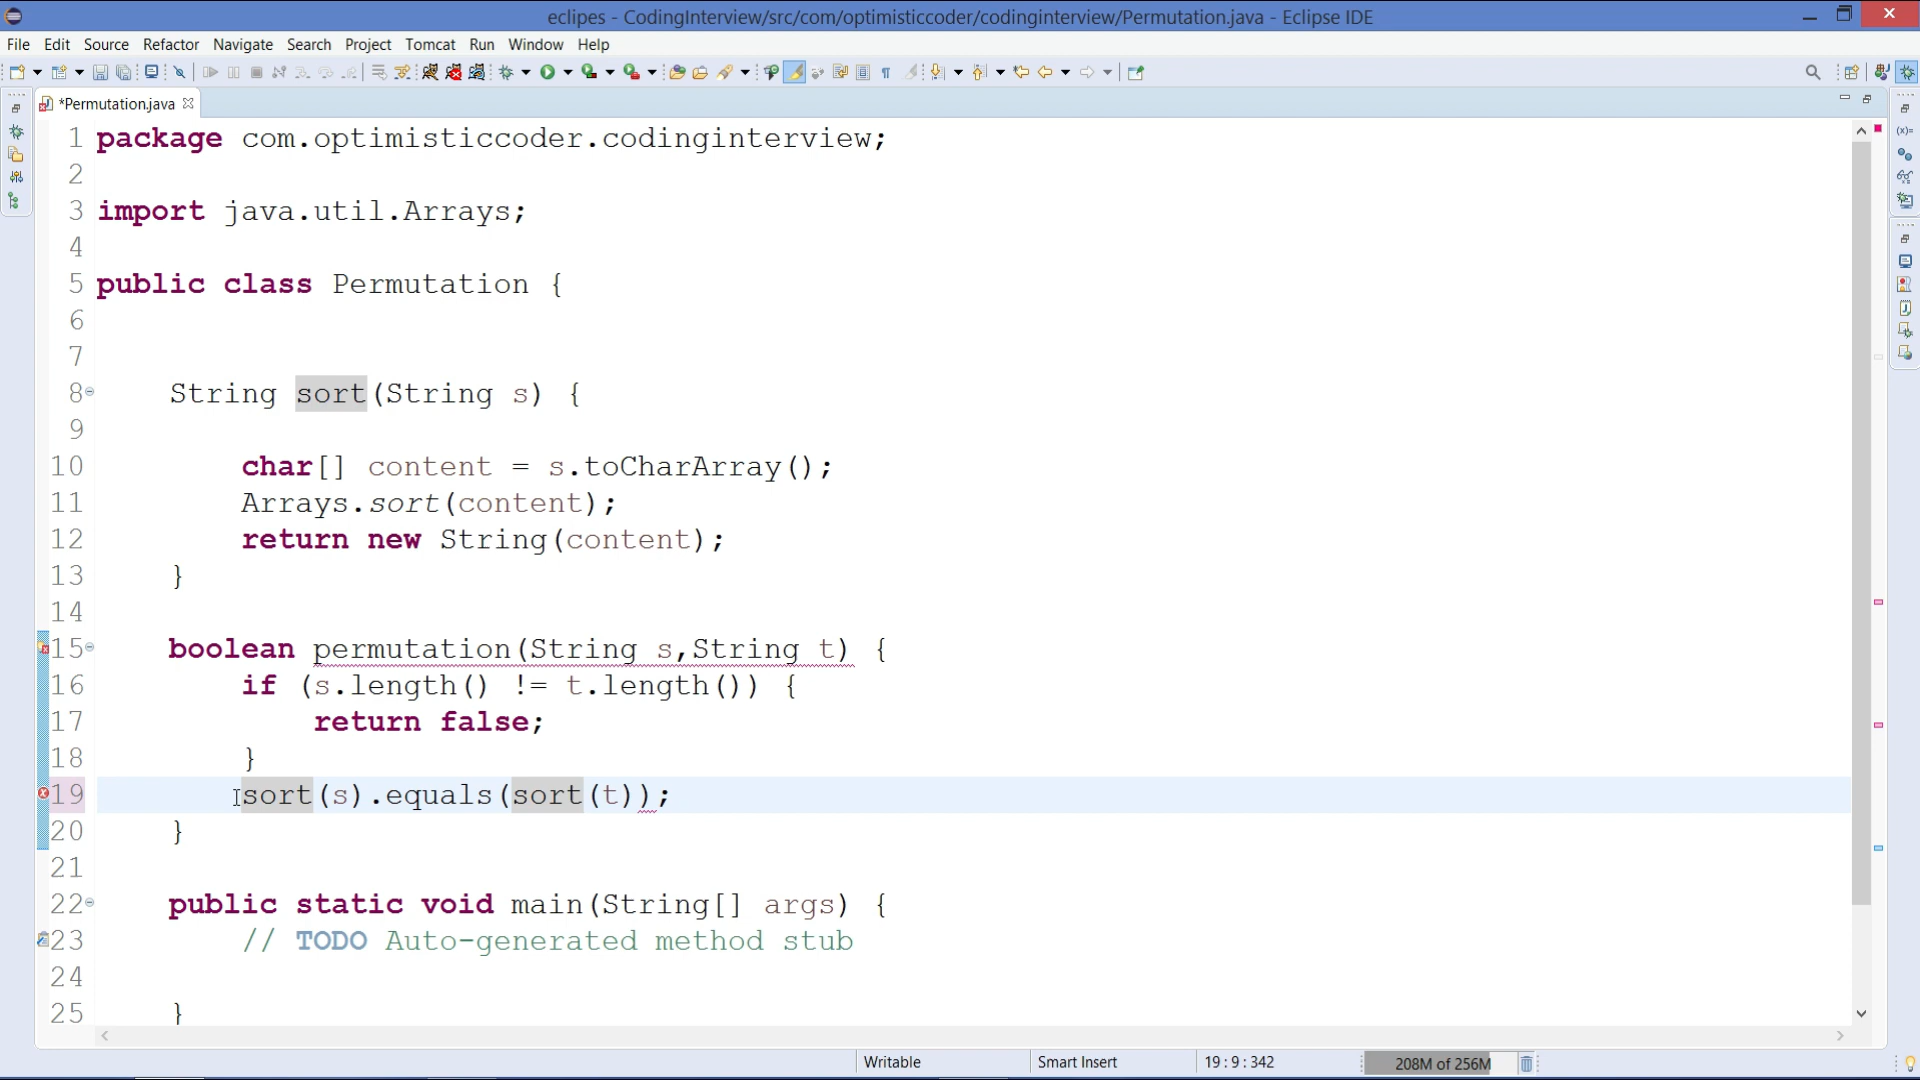 eclipes - CodingInterview/src/com/optimisticcoder/codinginterview/Permutation.java - Eclipse IDE
File Edit Source Refactor Navigate Search Project Tomcat Run Window Help
*Permutation.java
1 package com.optimisticcoder.codinginterview;
2
3 import java.util.Arrays;
4
5 public class Permutation {
6
7
8 String sort(String s) {
9
10 char[] content = s.toCharArray();
11 Arrays.sort(content);
12 return new String(content);
13 }
14
15 boolean permutation(String s,String t) {
16 if (s.length() != t.length()) {
17 return false;
18 }
19 sort(s).equals(sort(t));
20 }
21
22 public static void main(String[] args) {
23 // TODO Auto-generated method stub
24
25 }
Writable Smart Insert 19 : 9 : 342 208M of 256M